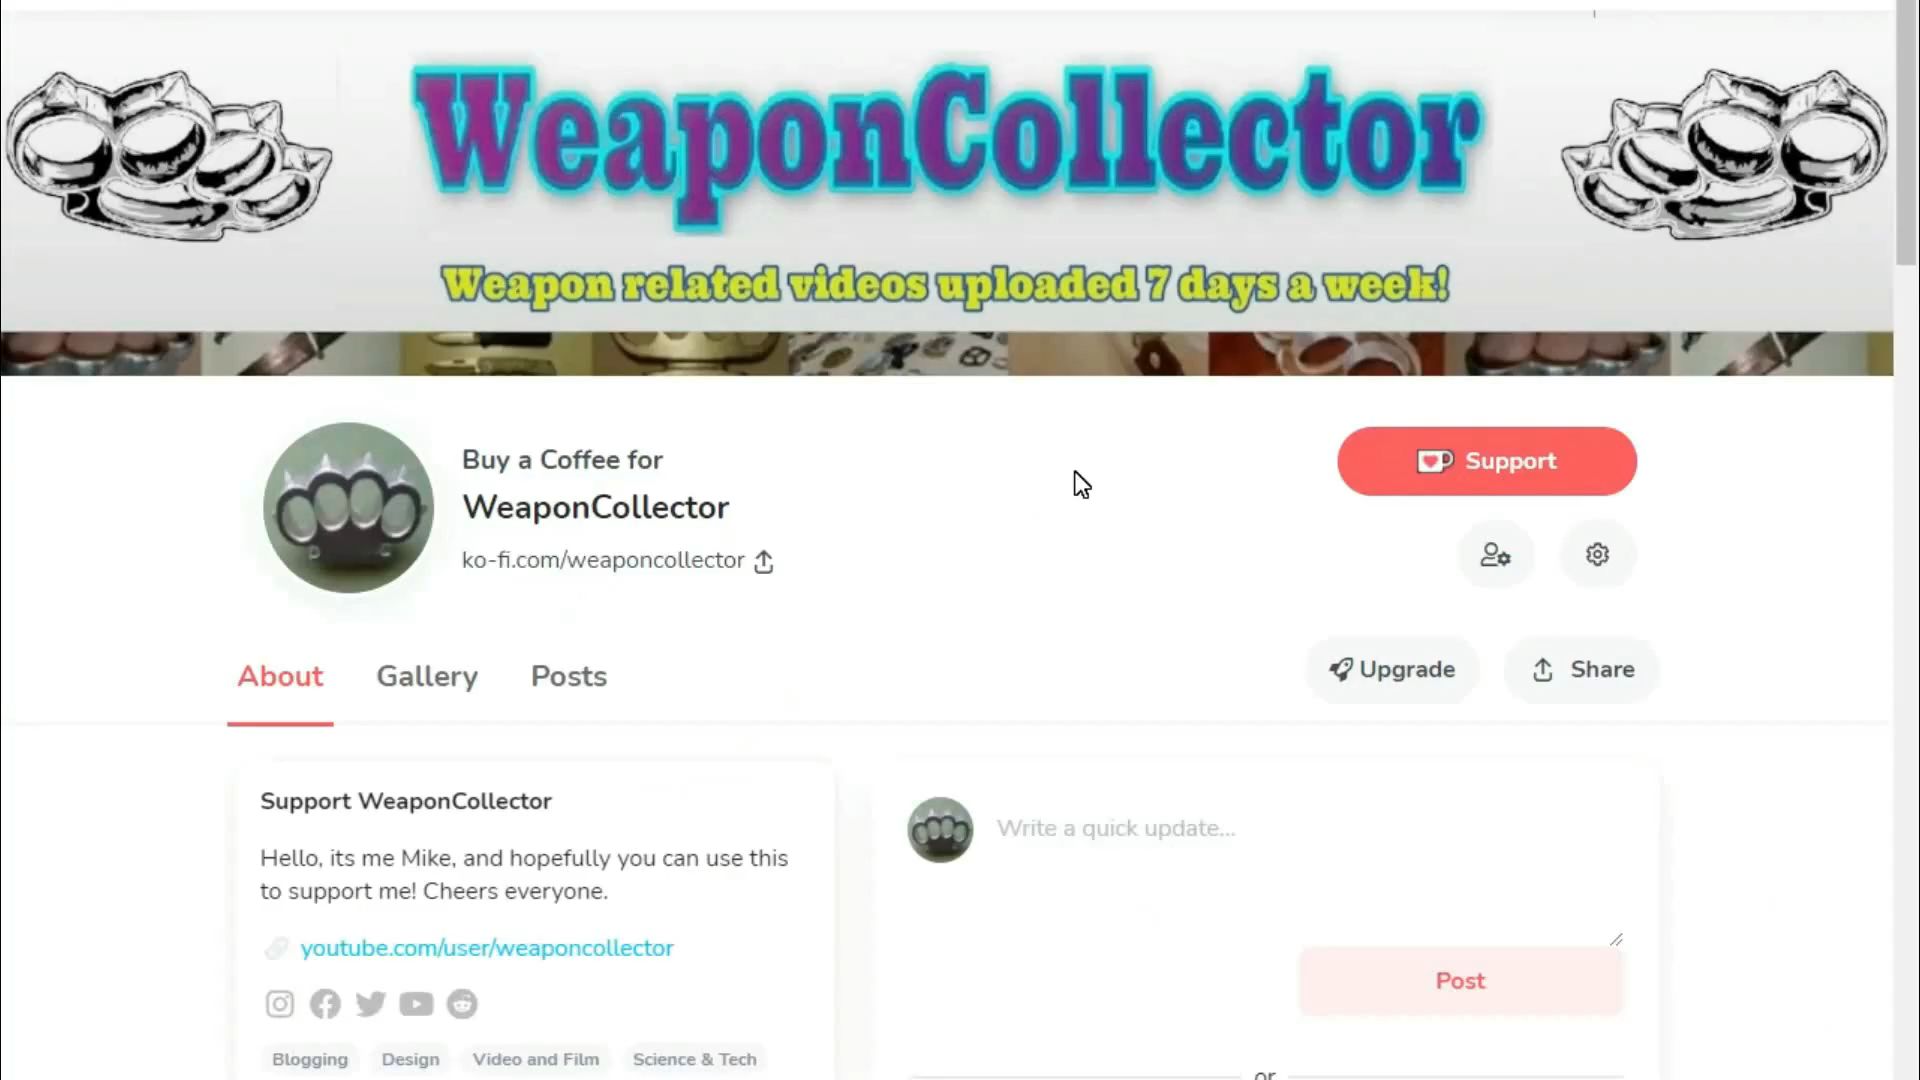 WeaponCollector
Weapon related videos uploaded 7 days a week!
Buy a Coffee for
WeaponCollector
ko-fi.com/weaponcollector
Support
About
Gallery
Posts
Upgrade
Share
Support WeaponCollector
Hello, its me Mike, and hopefully you can use this
to support me! Cheers everyone.
youtube.com/user/weaponcollector
Blogging
Design
Video and Film
Science & Tech
Write a quick update...
Post
or